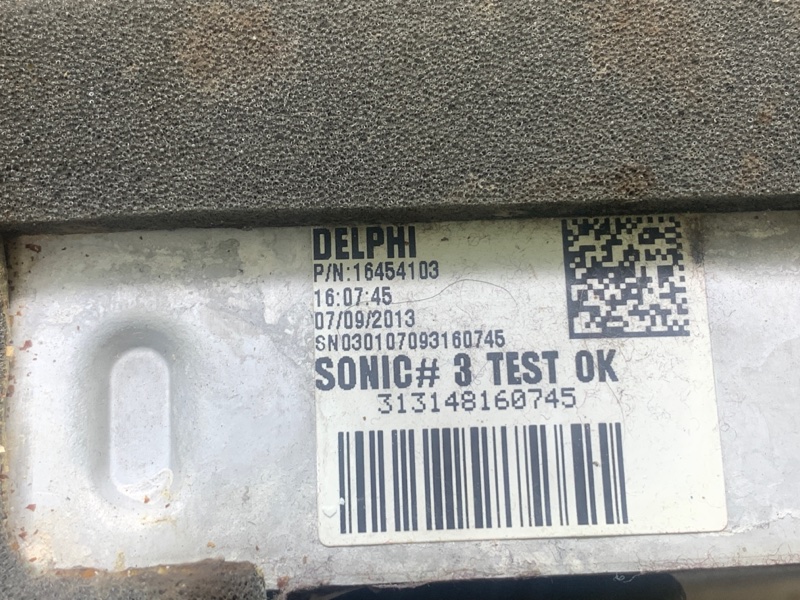 DELPHI
P/N:16454103
16:07:45
07/09/2013
SN030107093160745
SONIC# 3 TEST OK
313148160745